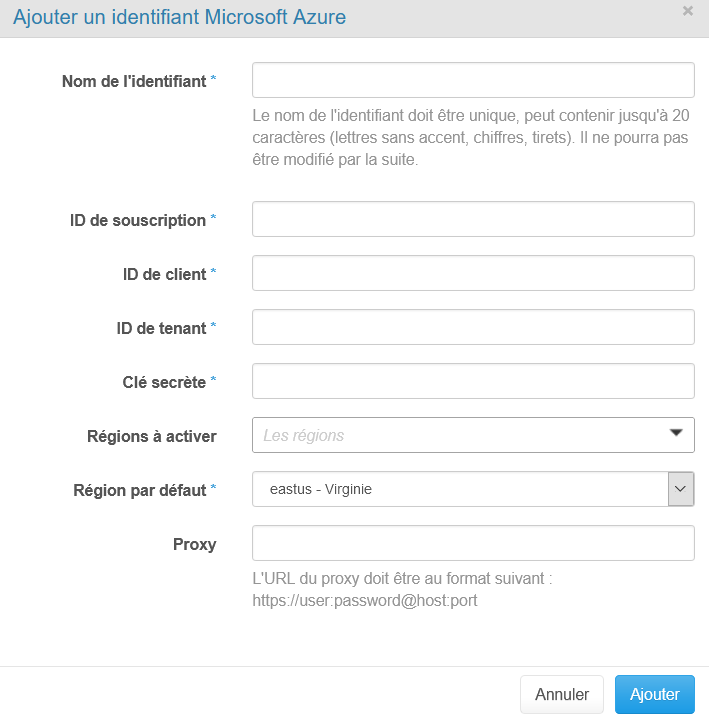 Ajouter un identifiant Microsoft Azure
×
Nom de l'identifiant *
Le nom de l'identifiant doit être unique, peut contenir jusqu'à 20
caractères (lettres sans accent, chiffres, tirets). Il ne pourra pas
être modifié par la suite.
ID de souscription *
ID de client *
ID de tenant *
Clé secrète *
Régions à activer
Les régions
Région par défaut *
eastus - Virginie
Proxy
L'URL du proxy doit être au format suivant :
https://user:password@host:port
Annuler
Ajouter